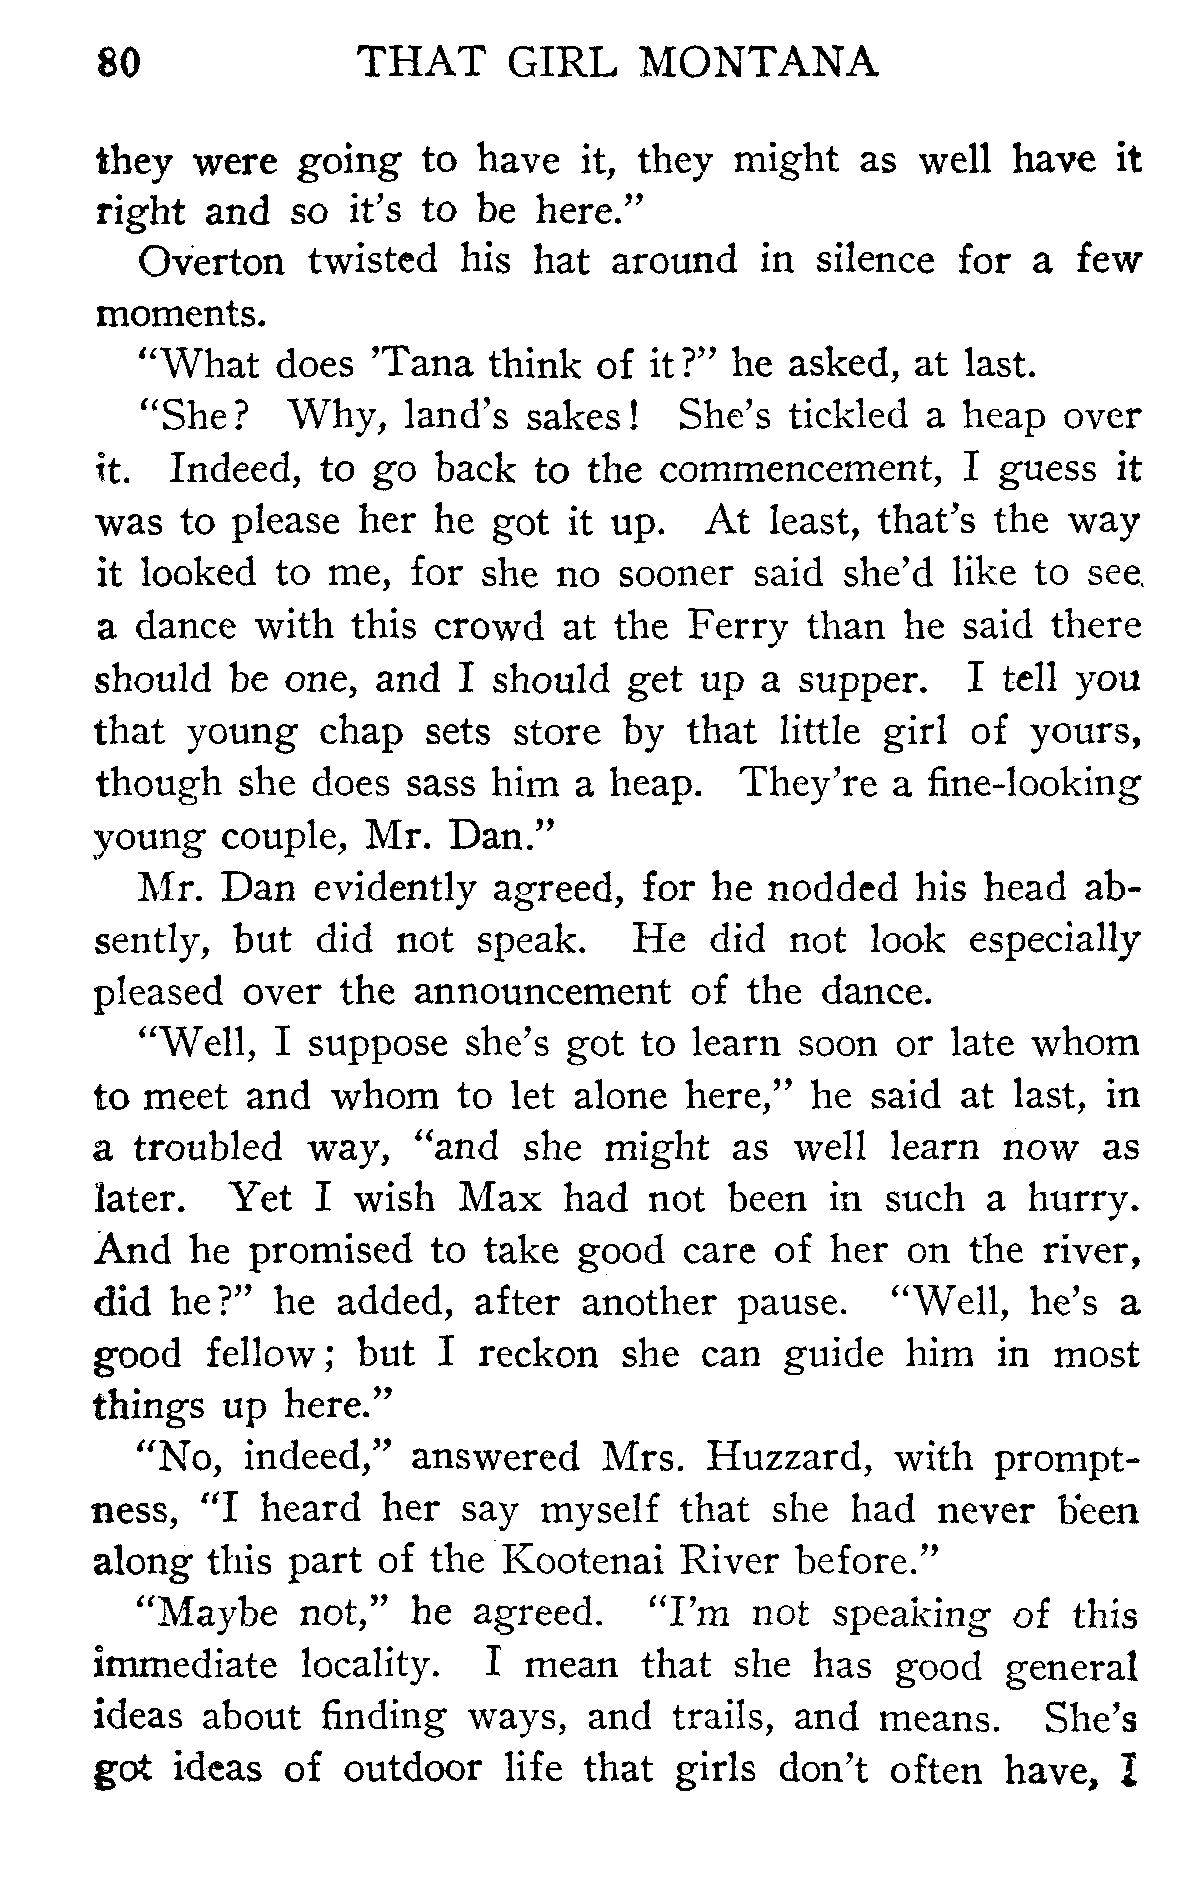 80 THAT GIRL MONTANA
they were going to have it, they might as well have it
right and so it's to be here.”
Overton twisted his hat around in silence for a few
moments.
“What does ’Tana think of it?” he asked, at last.
“She? Why, land’s sakes! She’s tickled a heap over
it. Indeed, to go back to the commencement, I guess it
was to please her he got it up. At least, that’s the way
it looked to me, for she no sooner said she’d like to see
a dance with this crowd at the Ferry than he said there
should be one, and I should get up a supper. I tell you
that young chap sets store by that little girl of yours,
though she does sass him a heap. They’re a fine-looking
young couple, Mr. Dan.”
Mr. Dan evidently agreed, for he nodded his head ab-
sently, but did not speak. He did not look especially
pleased over the announcement of the dance.
“Well, I suppose she’s got to learn soon or late whom
to meet and whom to let alone here,” he said at last, in
a troubled way, “and she might as well learn now as
later. Yet I wish Max had not been in such a hurry.
And he promised to take good care of her on the river,
did he?” he added, after another pause. “Well, he’s a
good fellow; but I reckon she can guide him in most
things up here.”
“No, indeed,” answered Mrs. Huzzard, with prompt-
ness, “I heard her say myself that she had never been
along this part of the Kootenai River before.”
“Maybe not,” he agreed. “I’m not speaking of this
immediate locality. I mean that she has good general
ideas about finding ways, and trails, and means. She’s
got ideas of outdoor life that girls don’t often have, I